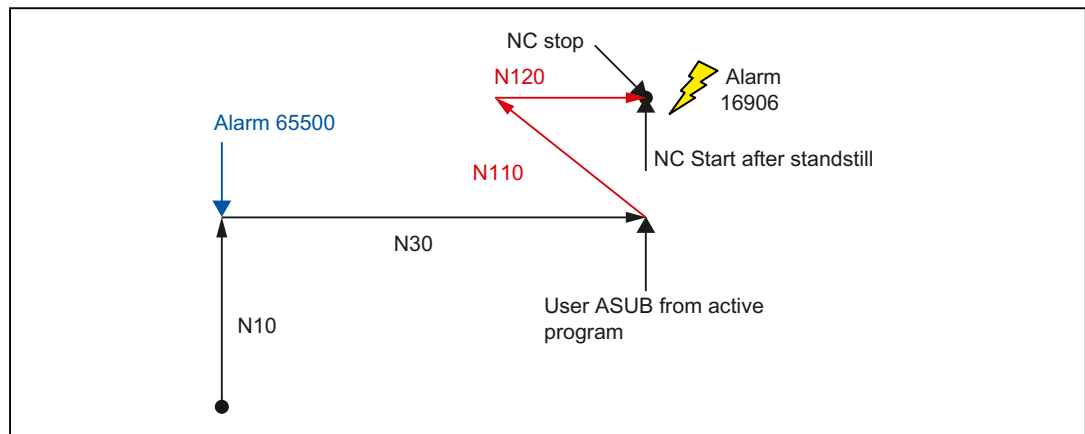 NC stop
N120
Alarm
16906
Alarm 65500
NC Start after standstill
N110
N30
User ASUB from active
program
N10